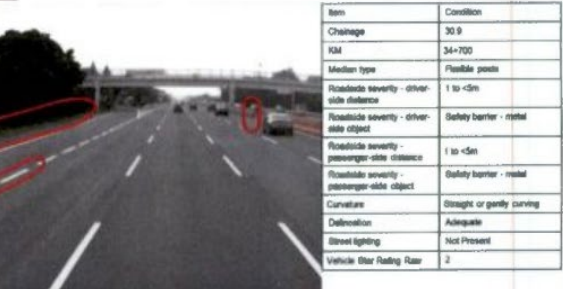 Item Condition
Chainage 30.9
KM 34+700
Median type Flexible posts
Roadside severity - driver-
side distance 1 to <5m
Roadside severity - driver-
side object Safety barrier - metal
Roadside severity -
passenger-side distance 1 to <5m
Roadside severity -
passenger-side object Safety barrier - metal
Curvature Straight or gently curving
Delineation Adequate
Street lighting Not Present
Vehicle Star Rating Raw 2